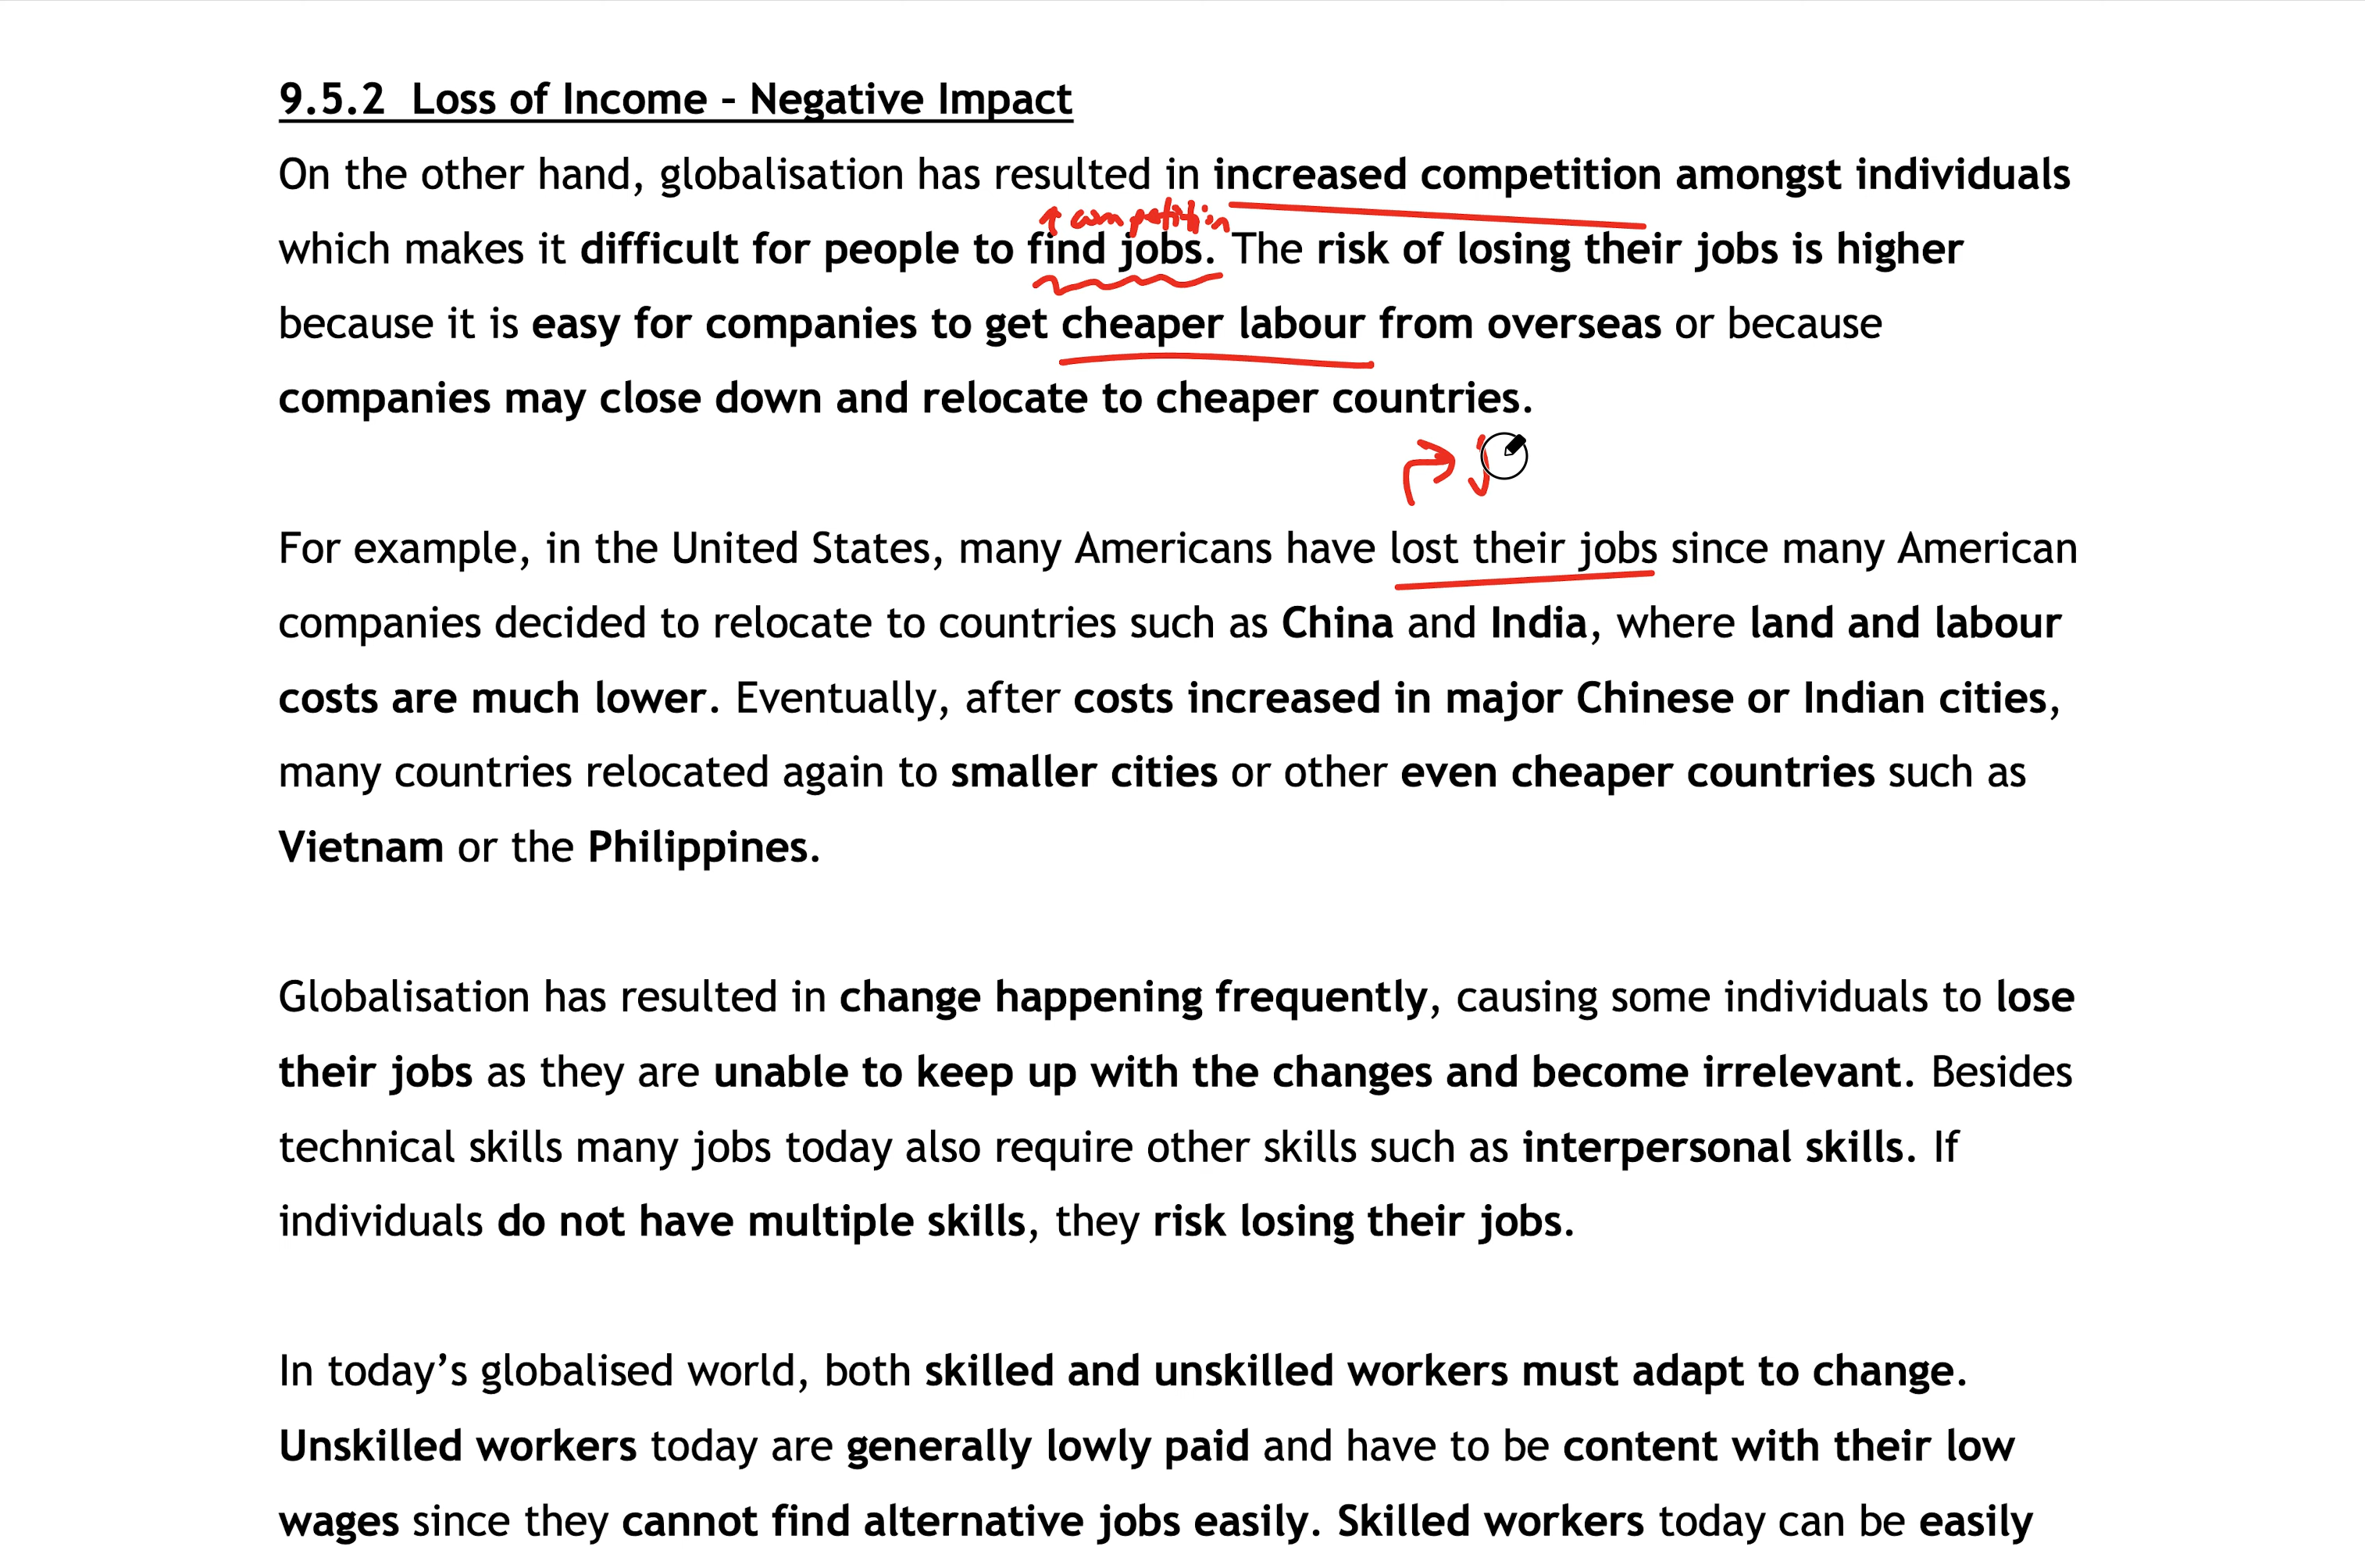 9.5.2 Loss of Income - Negative Impact
On the other hand, globalisation has resulted in increased competition amongst individuals
↑ competition
which makes it difficult for people to find jobs. The risk of losing their jobs is higher
because it is easy for companies to get cheaper labour from overseas or because
companies may close down and relocate to cheaper countries.
j
For example, in the United States, many Americans have lost their jobs since many American
companies decided to relocate to countries such as China and India, where land and labour
costs are much lower. Eventually, after costs increased in major Chinese or Indian cities,
many countries relocated again to smaller cities or other even cheaper countries such as
Vietnam or the Philippines.
Globalisation has resulted in change happening frequently, causing some individuals to lose
their jobs as they are unable to keep up with the changes and become irrelevant. Besides
technical skills many jobs today also require other skills such as interpersonal skills. If
individuals do not have multiple skills, they risk losing their jobs.
In today’s globalised world, both skilled and unskilled workers must adapt to change.
Unskilled workers today are generally lowly paid and have to be content with their low
wages since they cannot find alternative jobs easily. Skilled workers today can be easily